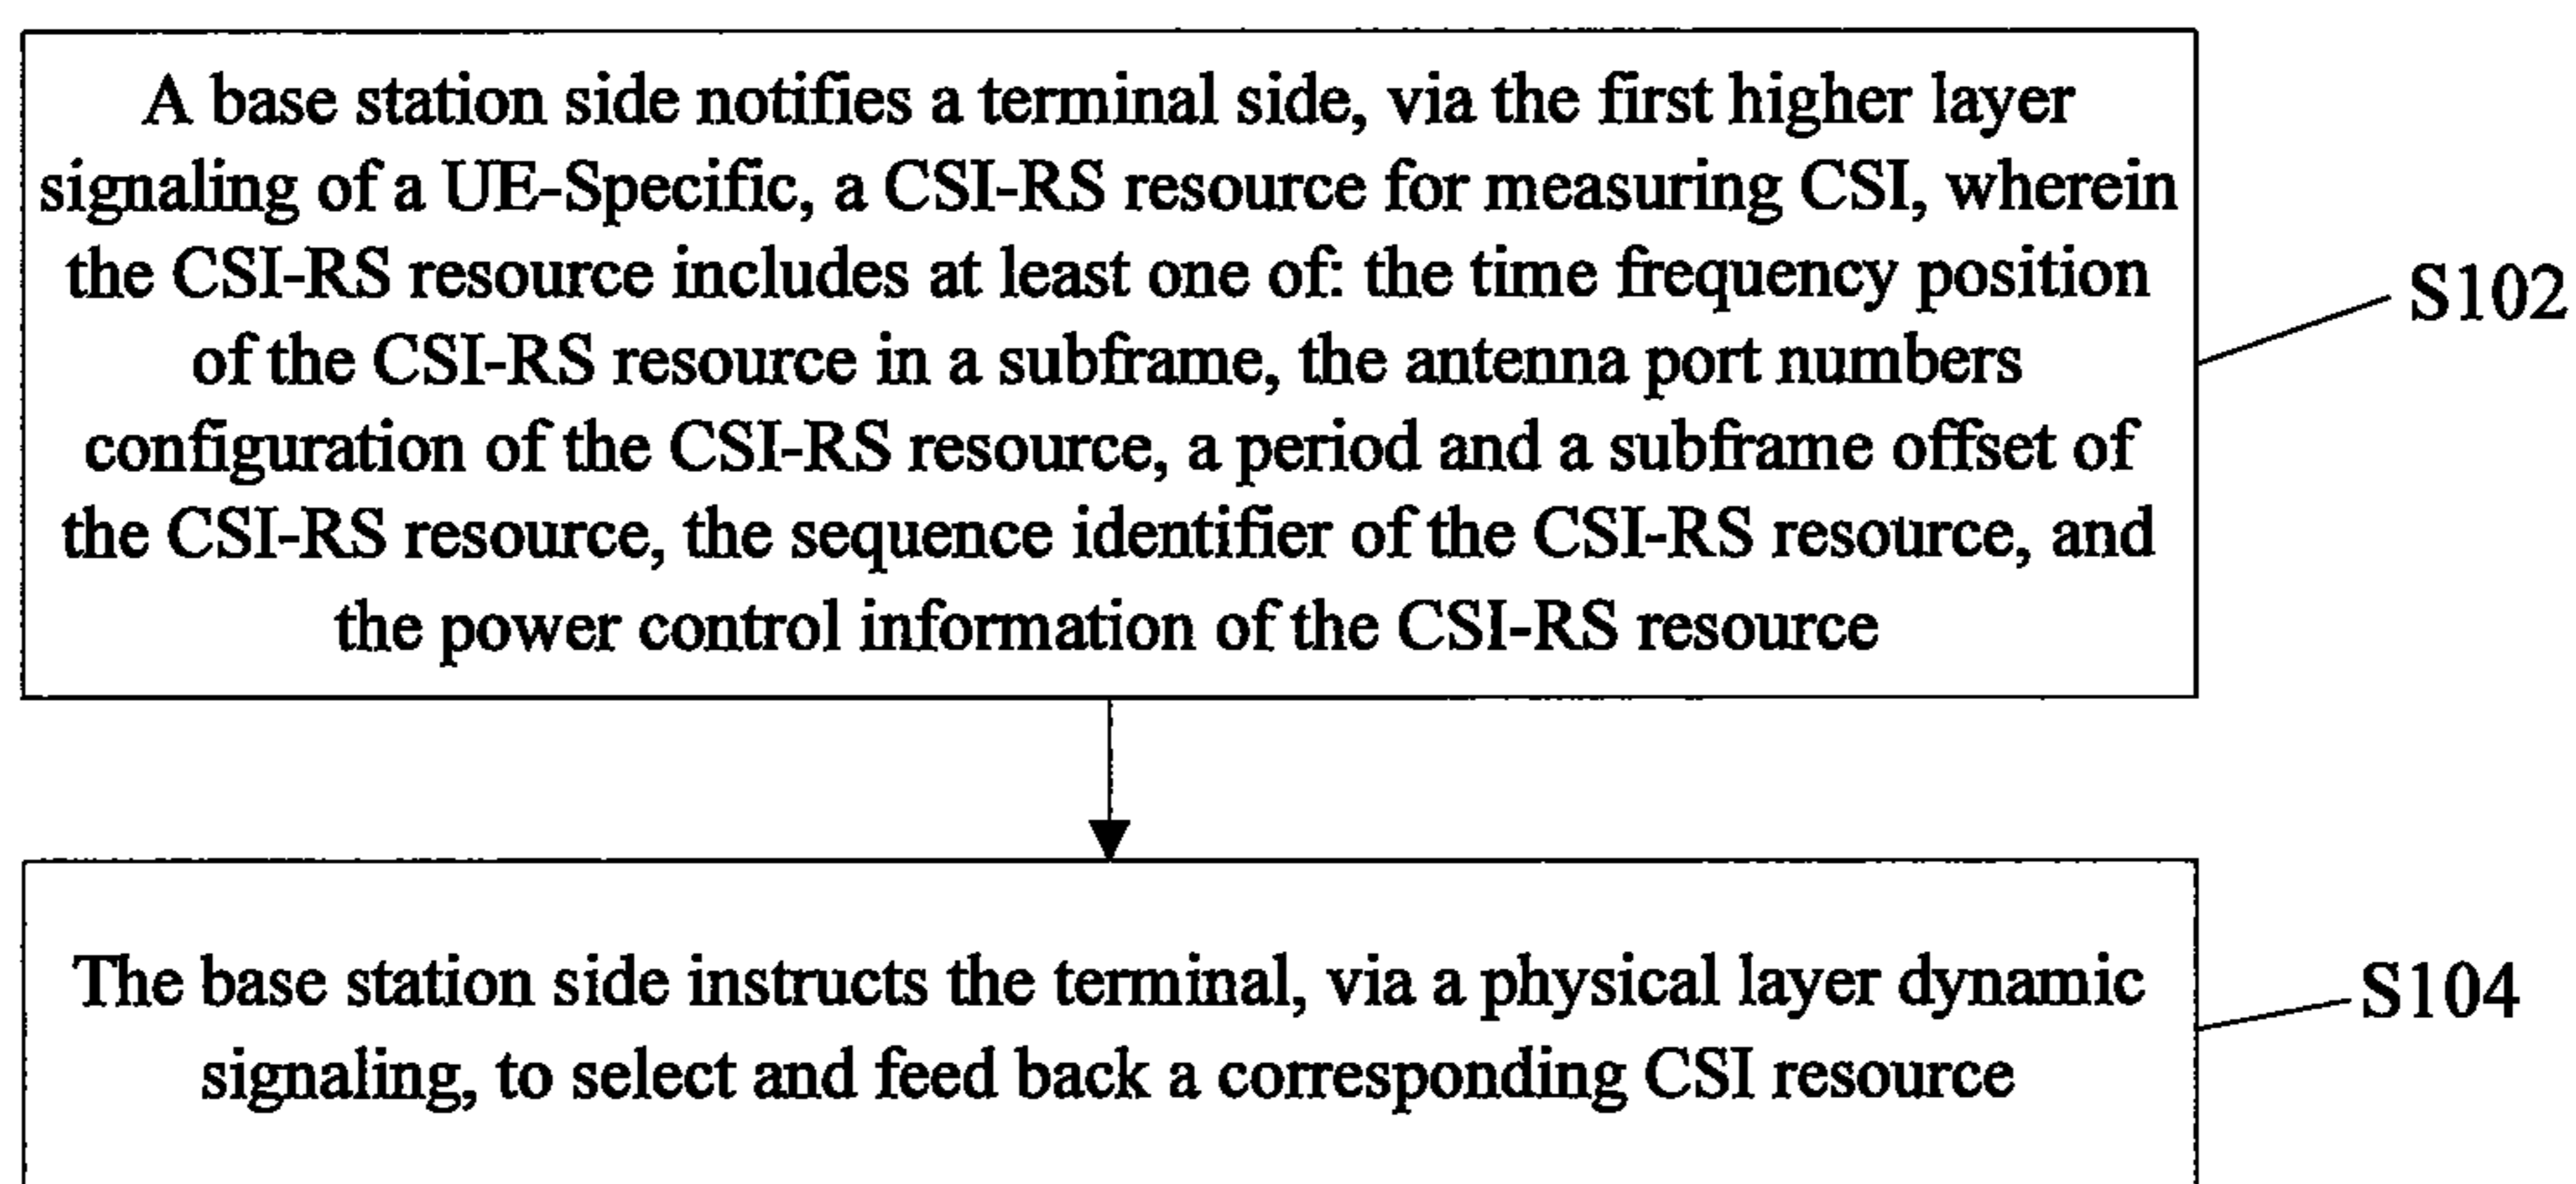 A base station side notifies a terminal side, via the first higher layer
signaling of a UE-Specific, a CSI-RS resource for measuring CSI, wherein
the CSI-RS resource includes at least one of: the time frequency position
of the CSI-RS resource in a subframe, the antenna port numbers
configuration of the CSI-RS resource, a period and a subframe offset of
the CSI-RS resource, the sequence identifier of the CSI-RS resource, and
the power control information of the CSI-RS resource
S102
The base station side instructs the terminal, via a physical layer dynamic
signaling, to select and feed back a corresponding CSI resource
S104